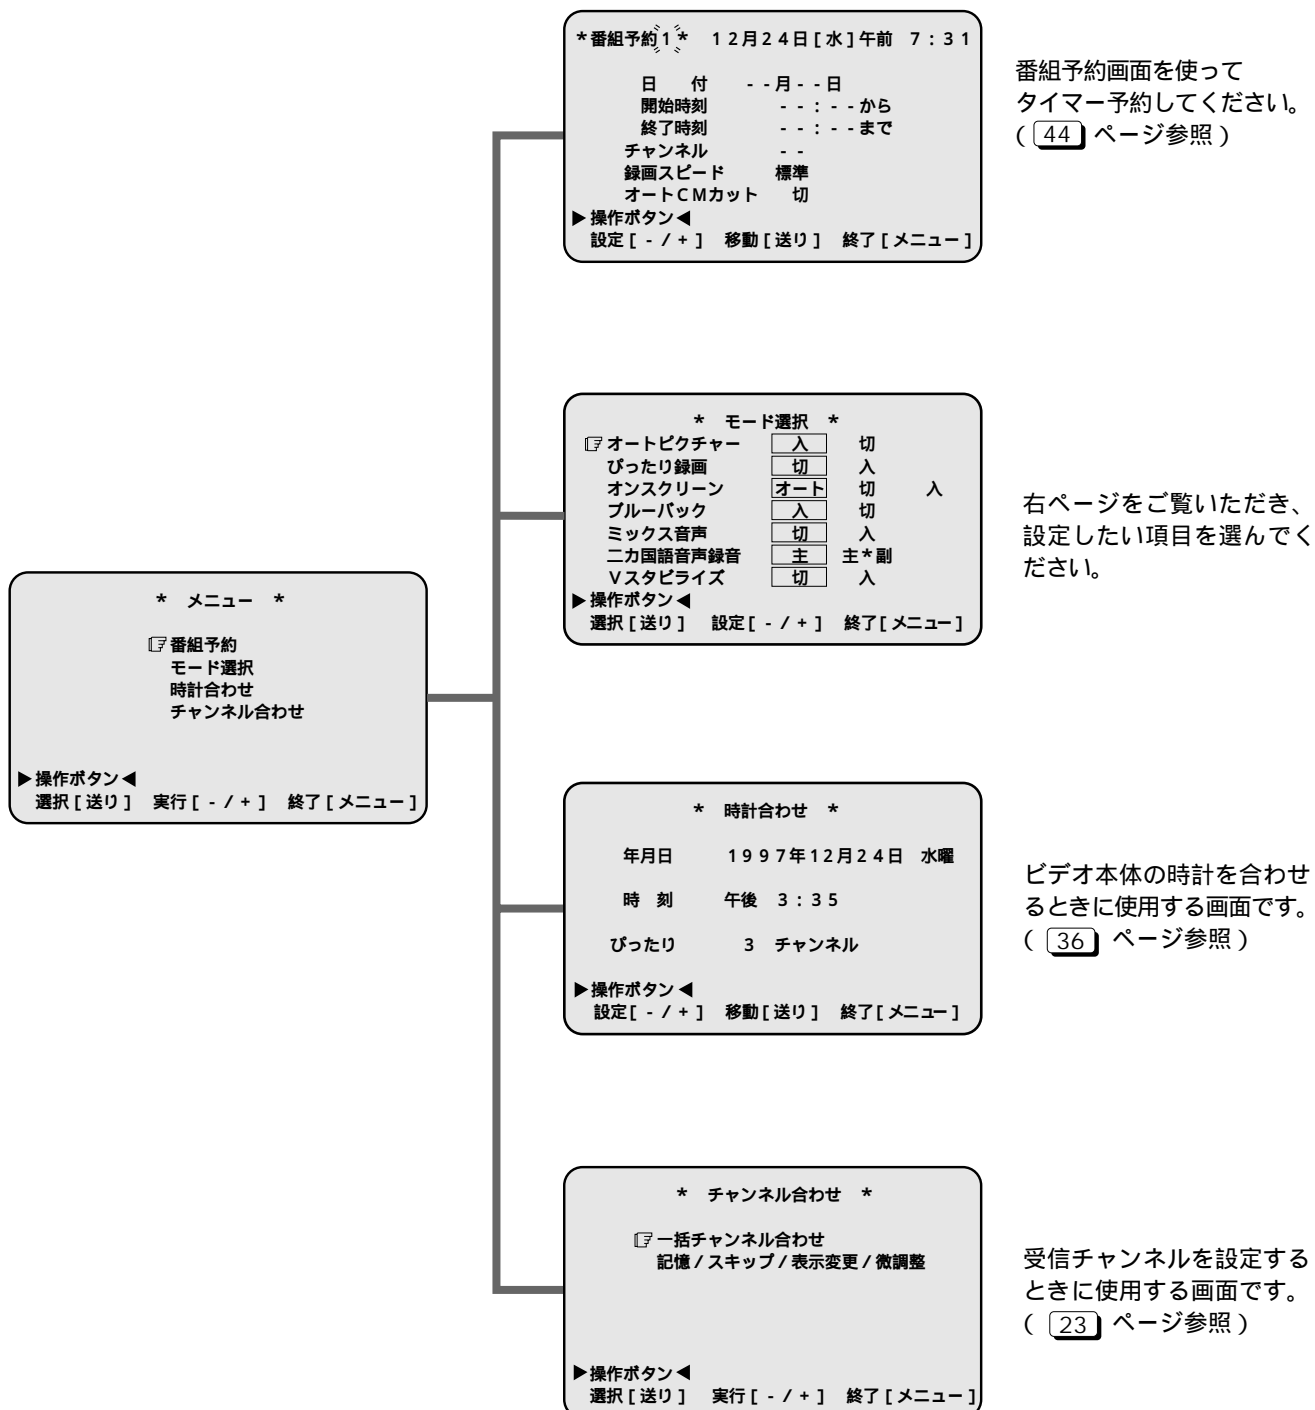 *番組予約1* 12月24日[水]午前 7:31
日 付 --月--日
開始時刻 --:--から
終了時刻 --:--まで
チャンネル --
録画スピード 標準
オートCMカット 切
▶操作ボタン◀
設定[-/+] 移動[送り] 終了[メニュー]
番組予約画面を使って
タイマー予約してください。
(44ページ参照)
* モード選択 *
☞オートピクチャー 入 切
ぴったり録画 切 入
オンスクリーン オート 切 入
ブルーバック 入 切
ミックス音声 切 入
二カ国語音声録音 主 主*副
Vスタビライズ 切 入
▶操作ボタン◀
選択[送り] 設定[-/+] 終了[メニュー]
右ページをご覧いただき、
設定したい項目を選んでく
ださい。
* メニュー *
☞番組予約
モード選択
時計合わせ
チャンネル合わせ
▶操作ボタン◀
選択[送り] 実行[-/+] 終了[メニュー]
* 時計合わせ *
年月日 1997年12月24日 水曜
時 刻 午後 3:35
ぴったり 3 チャンネル
▶操作ボタン◀
設定[-/+] 移動[送り] 終了[メニュー]
ビデオ本体の時計を合わせ
るときに使用する画面です。
(36ページ参照)
* チャンネル合わせ *
☞一括チャンネル合わせ
記憶/スキップ/表示変更/微調整
▶操作ボタン◀
選択[送り] 実行[-/+] 終了[メニュー]
受信チャンネルを設定する
ときに使用する画面です。
(23ページ参照)